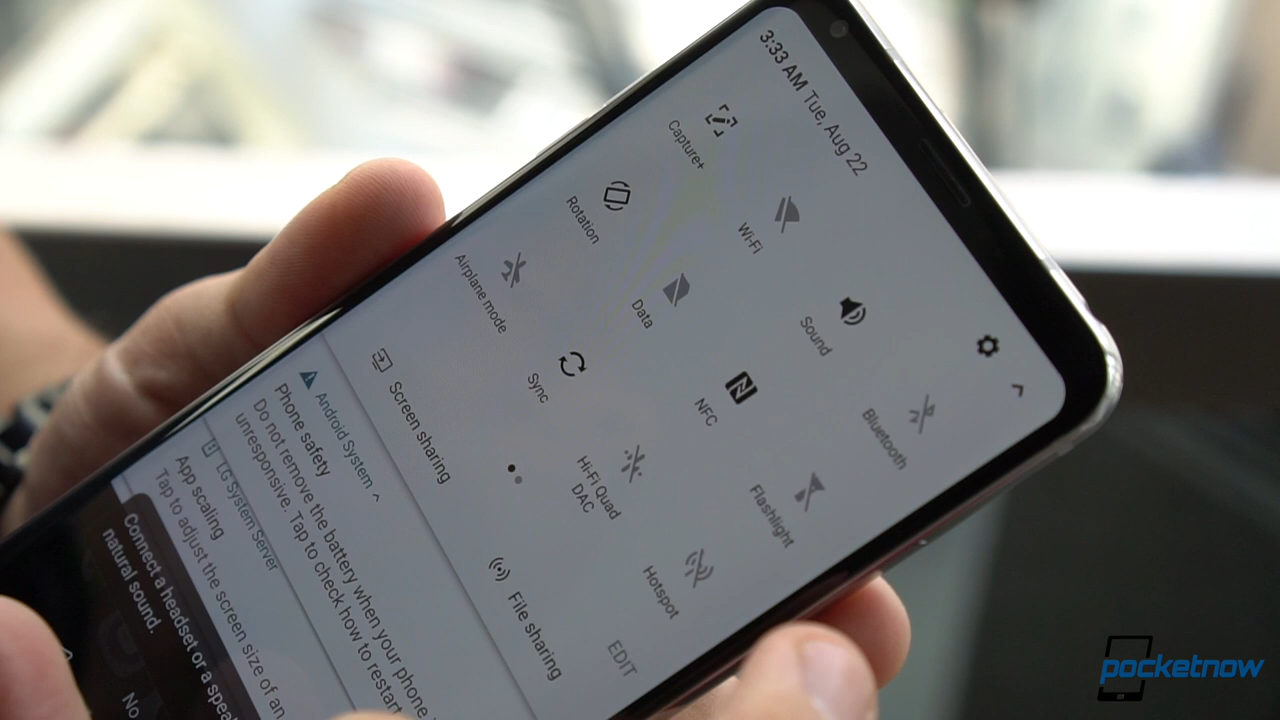 3:33 AM Tue, Aug 22
Capture+
Wi-Fi
Sound
Bluetooth
Rotation
Data
NFC
Flashlight
Airplane mode
Sync
Hi-Fi Quad
DAC
Hotspot
EDIT
Screen sharing
File sharing
Android System
Phone safety
Do not remove the battery when your phone
unresponsive. Tap to check how to restart
LG System Server
App scaling
Tap to adjust the screen size of an
Connect a headset or a
natural sound.
No
pocketnow